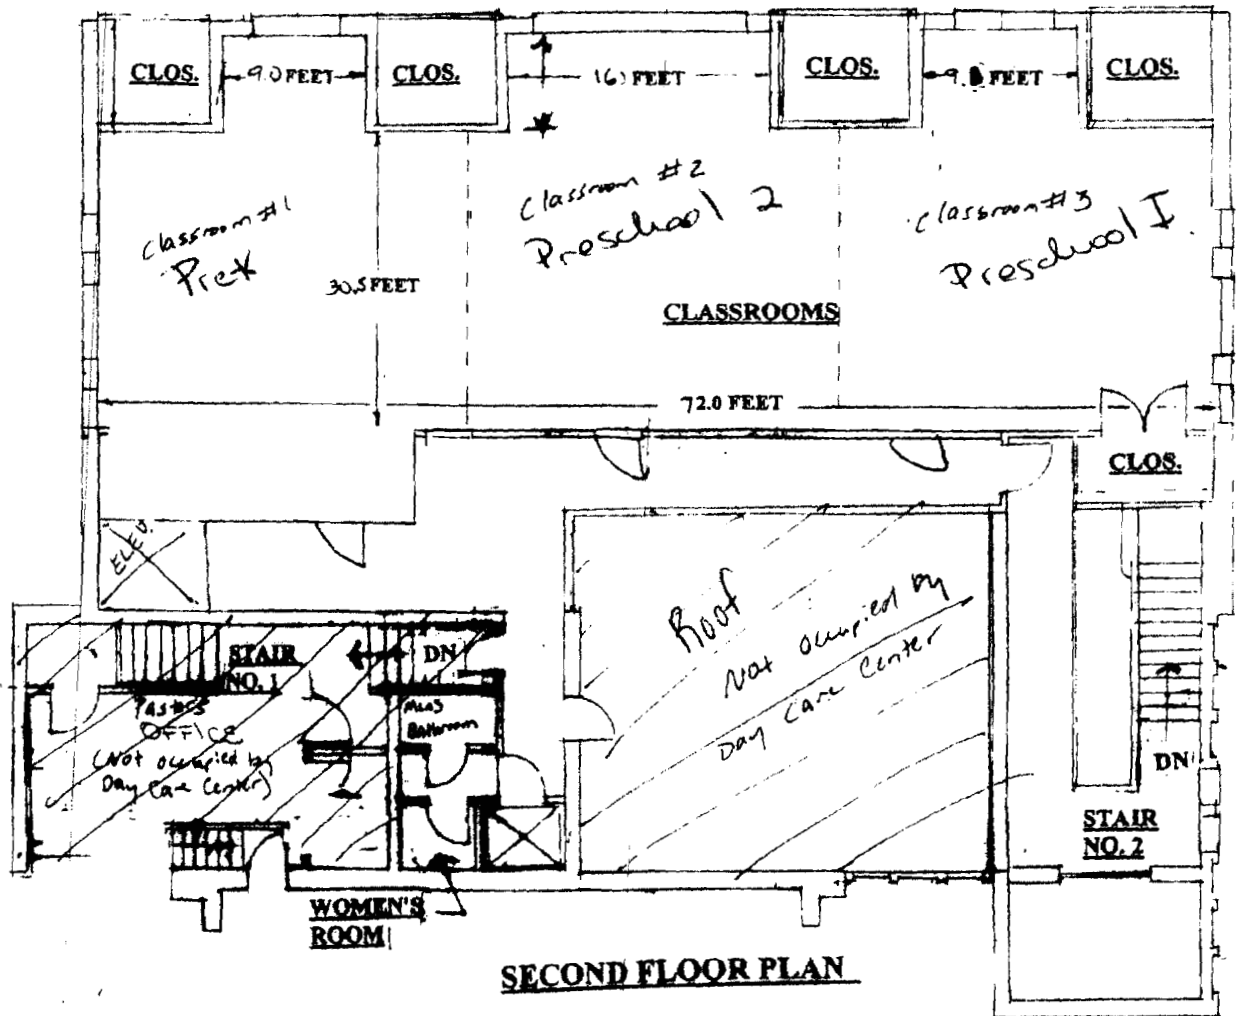 CLOS.
9.0 FEET
CLOS.
16' FEET
CLOS.
FEET
CLOS.
Classroom #1
PreK
Classroom #2
Preschool 2
Classroom #3
Preschool I
30.5 FEET
CLASSROOMS
72.0 FEET
CLOS.
ELEV.
STAIR
NO. 1
DN
Pastor's
OFFICE
(Not occupied by
Day Care Center)
Mens
Bathroom
Roof
Not occupied by
Day Care Center
DN
STAIR
NO. 2
WOMEN'S
ROOM
SECOND FLOOR PLAN